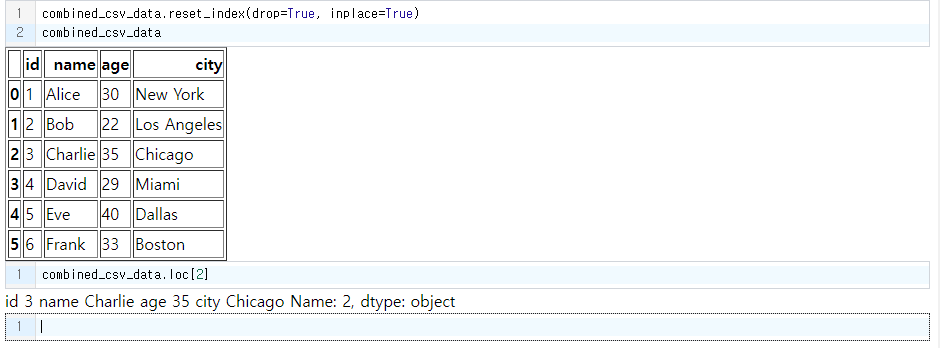 1 combined_csv_data.reset_index(drop=True, inplace=True)
2 combined_csv_data
id name age city
0 1 Alice 30 New York
1 2 Bob 22 Los Angeles
2 3 Charlie 35 Chicago
3 4 David 29 Miami
4 5 Eve 40 Dallas
5 6 Frank 33 Boston
1 combined_csv_data.loc[2]
id 3 name Charlie age 35 city Chicago Name: 2, dtype: object
1